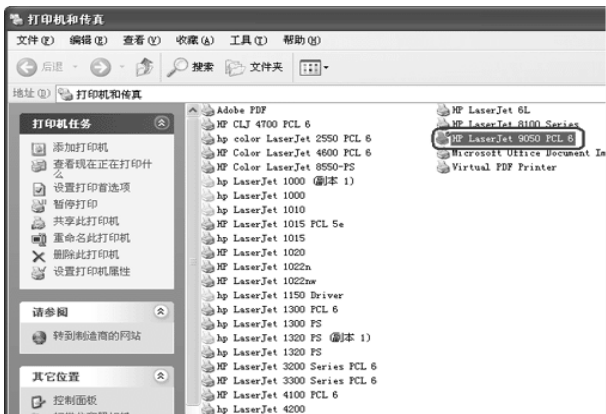 打印机和传真
文件(F) 编辑(E) 查看(V) 收藏(A) 工具(T) 帮助(H)
后退 搜索 文件夹
地址(D) 打印机和传真
打印机任务
添加打印机
查看现在正在打印什
么
设置打印首选项
暂停打印
共享此打印机
重命名此打印机
删除此打印机
设置打印机属性
请参阅
转到制造商的网站
其它位置
控制面板
Adobe PDF
HP CLJ 4700 PCL 6
hp color LaserJet 2550 PCL 6
HP Color LaserJet 4600 PCL 6
HP Color LaserJet 8550-PS
hp LaserJet 1000 (副本 1)
hp LaserJet 1000
hp LaserJet 1010
HP LaserJet 1015 PCL 5e
hp LaserJet 1015
hp LaserJet 1020
HP LaserJet 1022n
HP LaserJet 1022nw
hp LaserJet 1150 Driver
hp LaserJet 1300 PCL 6
hp LaserJet 1300 PS
hp LaserJet 1320 PS (副本 1)
hp LaserJet 1320 PS
HP LaserJet 3200 Series PCL 6
HP LaserJet 3300 Series PCL 6
HP LaserJet 4100 PCL 6
hp LaserJet 4200
HP LaserJet 6L
HP LaserJet 8100 Series
HP LaserJet 9050 PCL 6
Microsoft Office Document Im
Virtual PDF Printer